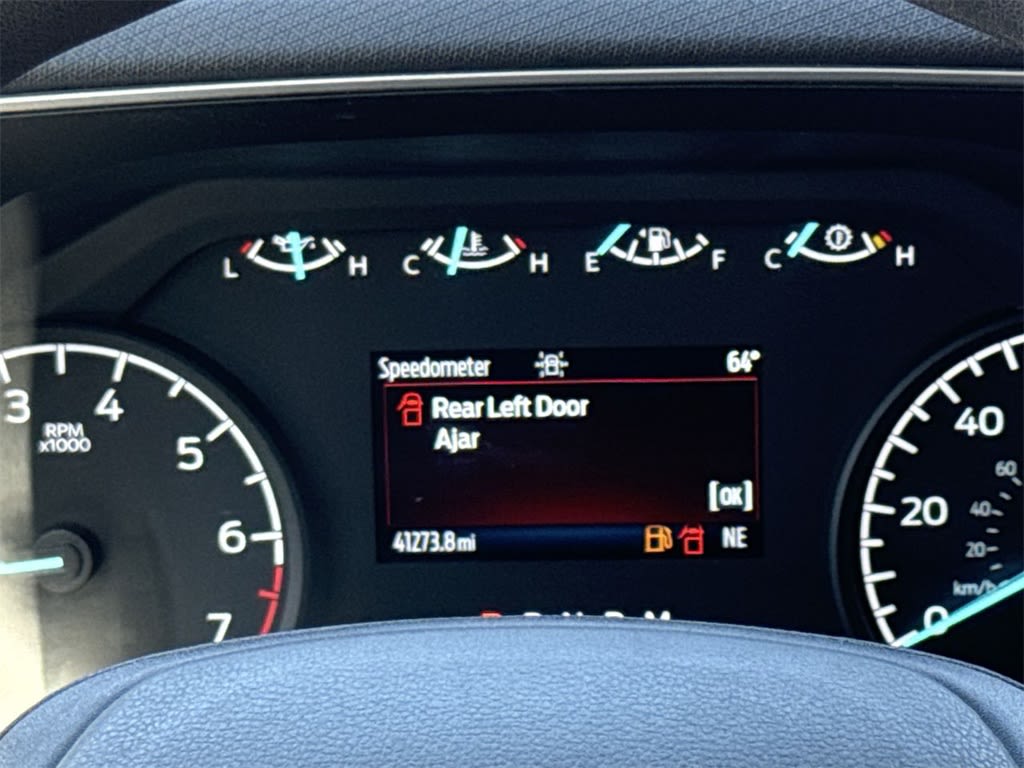 L H C H E F C H
Speedometer 64°
Rear Left Door
Ajar
[OK]
41273.8 mi NE
3 4 5 6 7
RPM
x1000
40
20
0
60
40
20
km/h